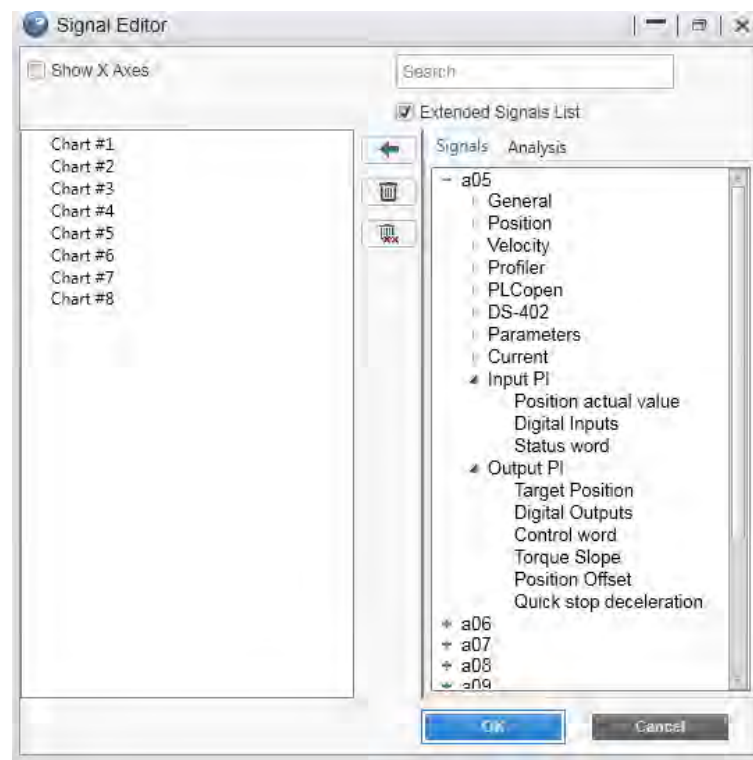 Signal Editor
Show X Axes
Search
Extended Signals List
Chart #1
Chart #2
Chart #3
Chart #4
Chart #5
Chart #6
Chart #7
Chart #8
Signals Analysis
a05
General
Position
Velocity
Profiler
PLCopen
DS-402
Parameters
Current
Input PI
Position actual value
Digital Inputs
Status word
Output PI
Target Position
Digital Outputs
Control word
Torque Slope
Position Offset
Quick stop deceleration
a06
a07
a08
a09
OK Cancel